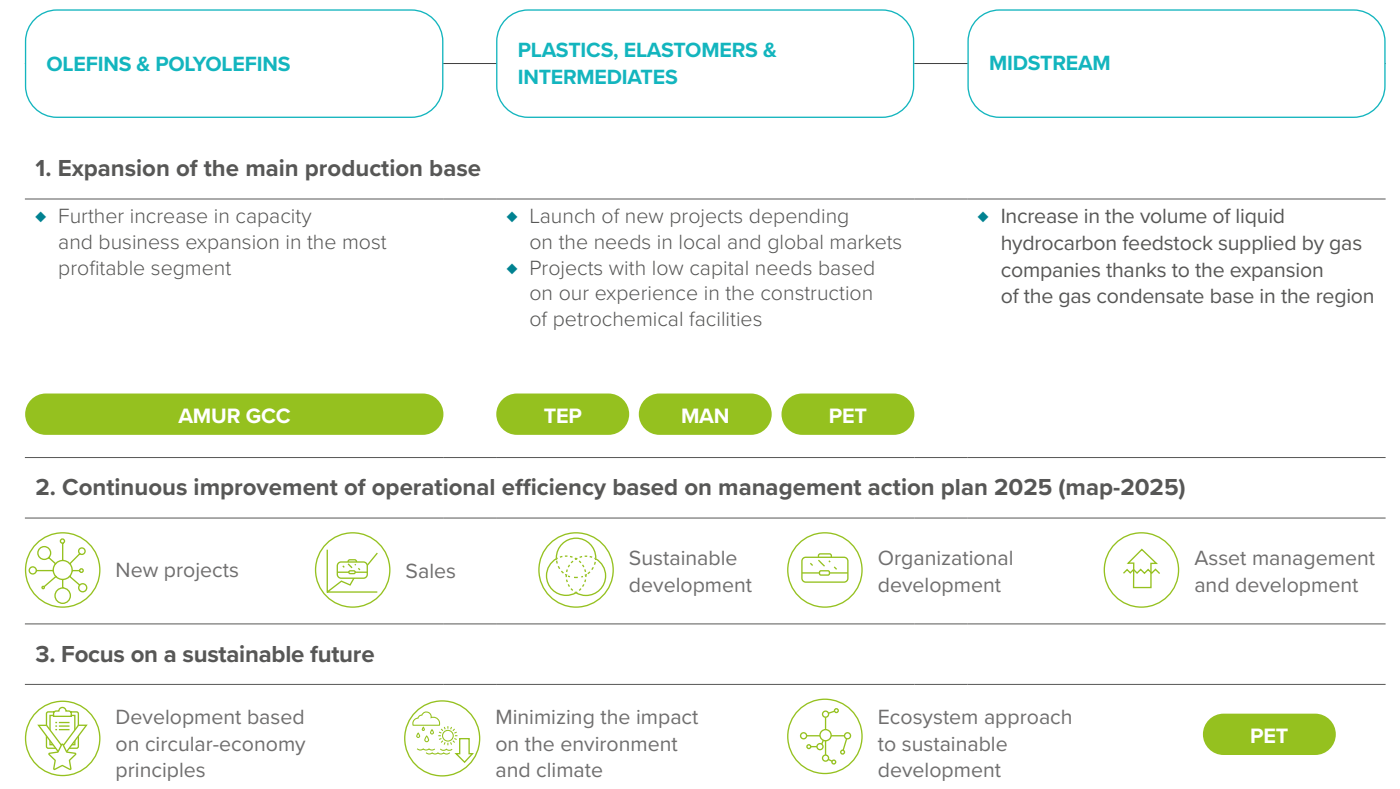 OLEFINS & POLYOLEFINS
PLASTICS, ELASTOMERS &
INTERMEDIATES
MIDSTREAM
1. Expansion of the main production base
Further increase in capacity
and business expansion in the most
profitable segment
Launch of new projects depending
on the needs in local and global markets
Projects with low capital needs based
on our experience in the construction
of petrochemical facilities
Increase in the volume of liquid
hydrocarbon feedstock supplied by gas
companies thanks to the expansion
of the gas condensate base in the region
AMUR GCC
TEP
MAN
PET
2. Continuous improvement of operational efficiency based on management action plan 2025 (map-2025)
New projects
Sales
Sustainable
development
Organizational
development
Asset management
and development
3. Focus on a sustainable future
Development based
on circular-economy
principles
Minimizing the impact
on the environment
and climate
Ecosystem approach
to sustainable
development
PET